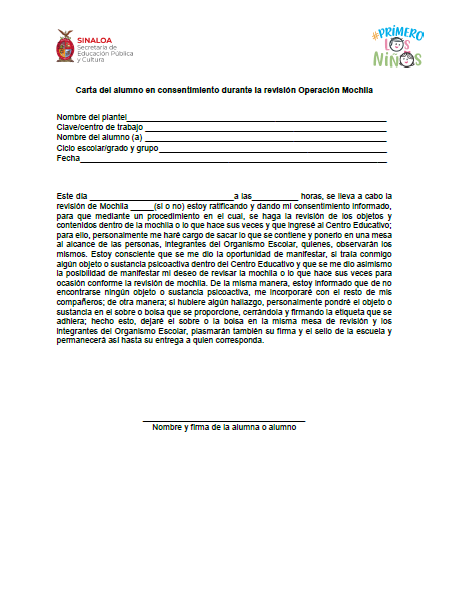 SINALOA
Secretaría de
Educación Pública
y Cultura
#PRIMERO
LOS
NIÑOS
Carta del alumno en consentimiento durante la revisión Operación Mochila
Nombre del plantel____
Clave/centro de trabajo ____
Nombre del alumno (a) ____
Ciclo escolar/grado y grupo____
Fecha____
Este día ____a las____ horas, se lleva a cabo la
revisión de Mochila _____(si o no) estoy ratificando y dando mi consentimiento informado,
para que mediante un procedimiento en el cual, se haga la revisión de los objetos y
contenidos dentro de la mochila o lo que hace sus veces y que ingresé al Centro Educativo;
para ello, personalmente me haré cargo de sacar lo que se contiene y ponerlo en una mesa
al alcance de las personas, integrantes del Organismo Escolar, quienes, observarán los
mismos. Estoy consciente que se me dio la oportunidad de manifestar, si traía conmigo
algún objeto o sustancia psicoactiva dentro del Centro Educativo y que se me dio asimismo
la posibilidad de manifestar mi deseo de revisar la mochila o lo que hace sus veces para
ocasión conforme la revisión de mochila. De la misma manera, estoy informado que de no
encontrarse ningún objeto o sustancia psicoactiva, me incorporaré con el resto de mis
compañeros; de otra manera; si hubiere algún hallazgo, personalmente pondré el objeto o
sustancia en el sobre o bolsa que se proporcione, cerrándola y firmando la etiqueta que se
adhiera; hecho esto, dejaré el sobre o la bolsa en la misma mesa de revisión y los
integrantes del Organismo Escolar, plasmarán también su firma y el sello de la escuela y
permanecerá así hasta su entrega a quien corresponda.
Nombre y firma de la alumna o alumno